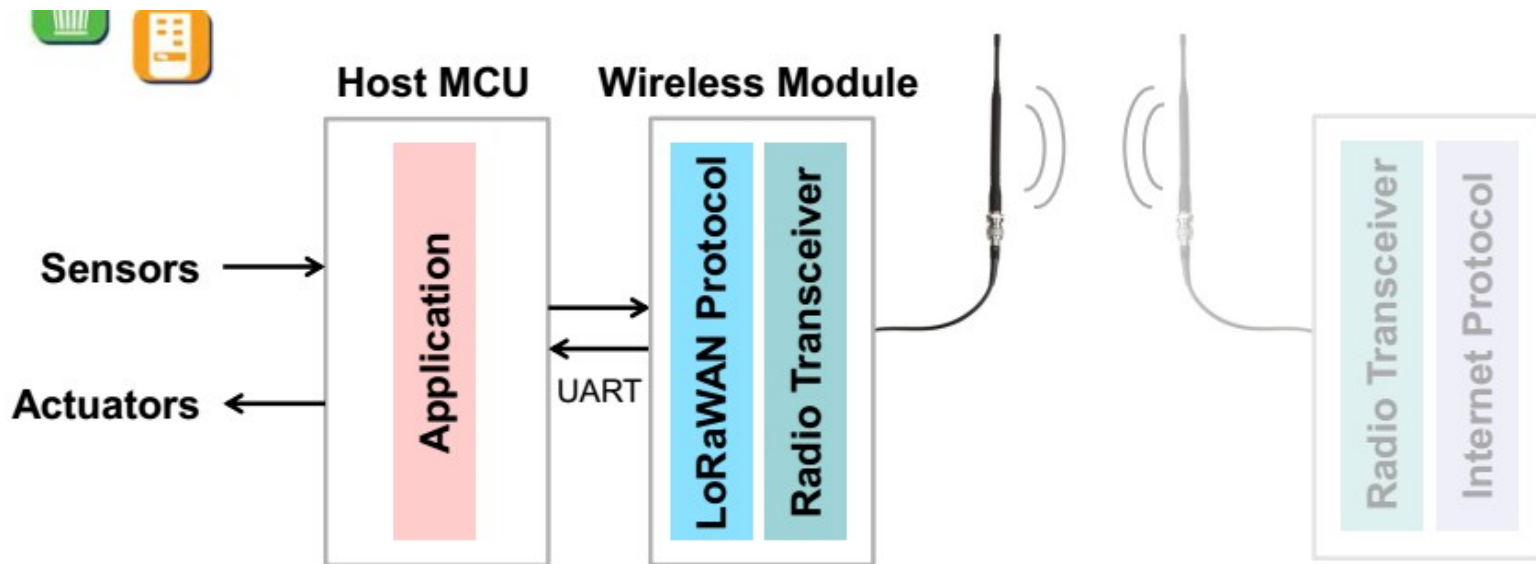 Host MCU
Wireless Module
Sensors
Actuators
Application
UART
LoRaWAN Protocol
Radio Transceiver
Radio Transceiver
Internet Protocol